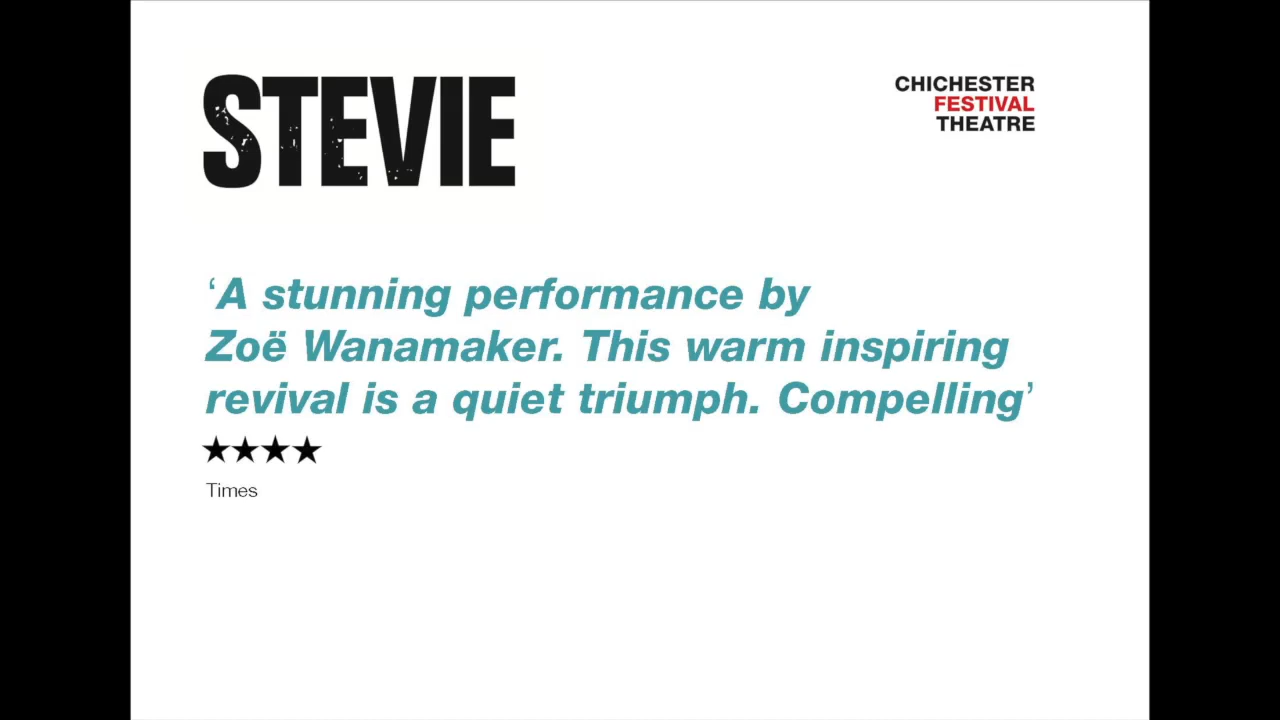 STEVIE
CHICHESTER
FESTIVAL
THEATRE
‘A stunning performance by
Zoë Wanamaker. This warm inspiring
revival is a quiet triumph. Compelling’
★★★★
Times